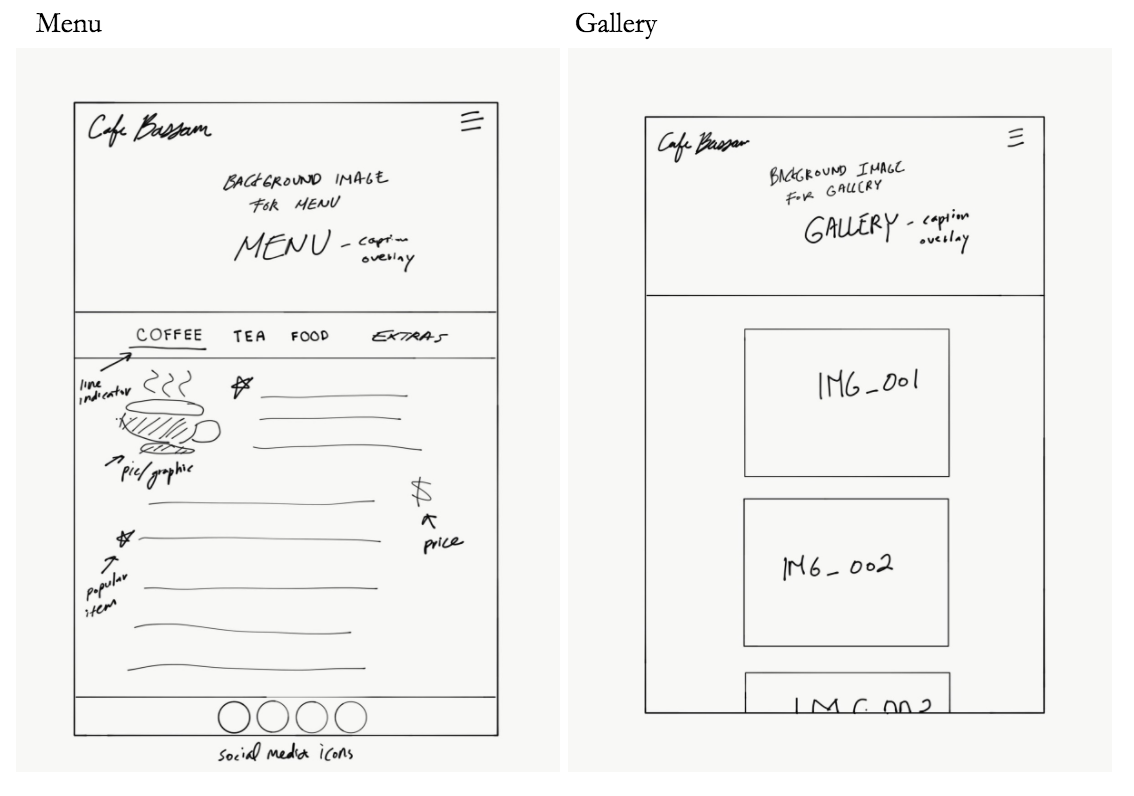 Menu
Cafe Bassam
BACKGROUND IMAGE
FOR MENU
MENU - caption
overlay
COFFEE TEA FOOD EXTRAS
line
indicator
pic/graphic
$
price
popular
item
social media icons
Gallery
Cafe Bassam
BACKGROUND IMAGE
FOR GALLERY
GALLERY - caption
overlay
IMG_001
IMG_002
IMG_003